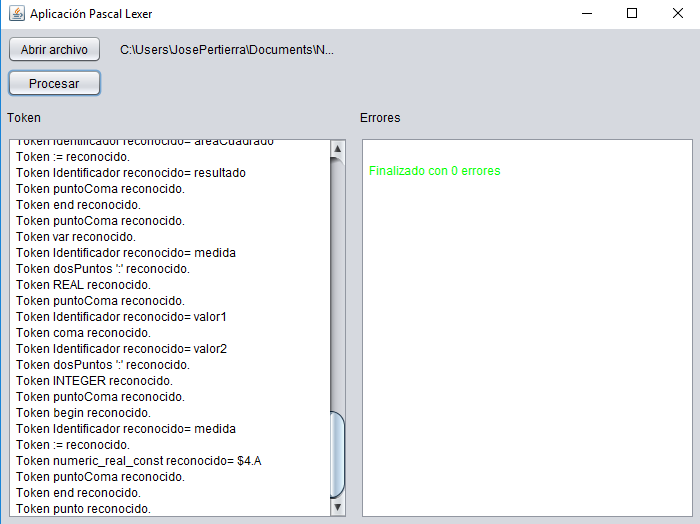 Aplicación Pascal Lexer
Abrir archivo
C:\Users\JosePertierra\Documents\N...
Procesar
Token
Errores
Token Identificador reconocido= areaCuadrado
Token := reconocido.
Token Identificador reconocido= resultado
Token puntoComa reconocido.
Token end reconocido.
Token puntoComa reconocido.
Token var reconocido.
Token Identificador reconocido= medida
Token dosPuntos ':' reconocido.
Token REAL reconocido.
Token puntoComa reconocido.
Token Identificador reconocido= valor1
Token coma reconocido.
Token Identificador reconocido= valor2
Token dosPuntos ':' reconocido.
Token INTEGER reconocido.
Token puntoComa reconocido.
Token begin reconocido.
Token Identificador reconocido= medida
Token := reconocido.
Token numeric_real_const reconocido= $4.A
Token puntoComa reconocido.
Token end reconocido.
Token punto reconocido.
Finalizado con 0 errores